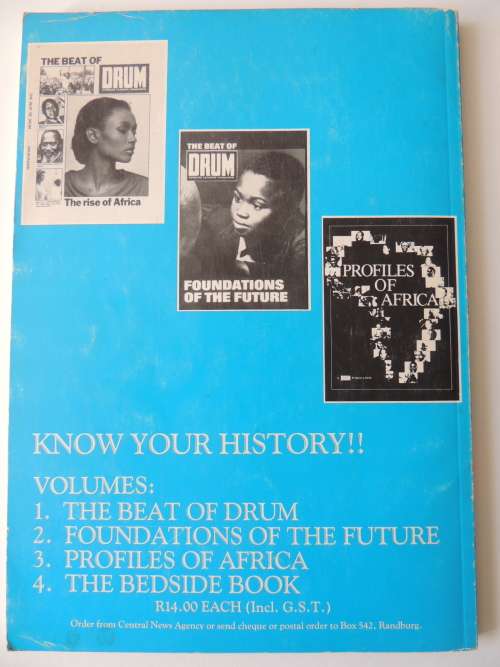 THE BEAT OF
DRUM
The rise of Africa
THE BEAT OF
DRUM
FOUNDATIONS
OF THE FUTURE
PROFILES
OF
AFRICA
KNOW YOUR HISTORY!!
VOLUMES:
1. THE BEAT OF DRUM
2. FOUNDATIONS OF THE FUTURE
3. PROFILES OF AFRICA
4. THE BEDSIDE BOOK
R14.00 EACH (Incl. G.S.T.)
Order from Central News Agency or send cheque or postal order to Box 542, Randburg.